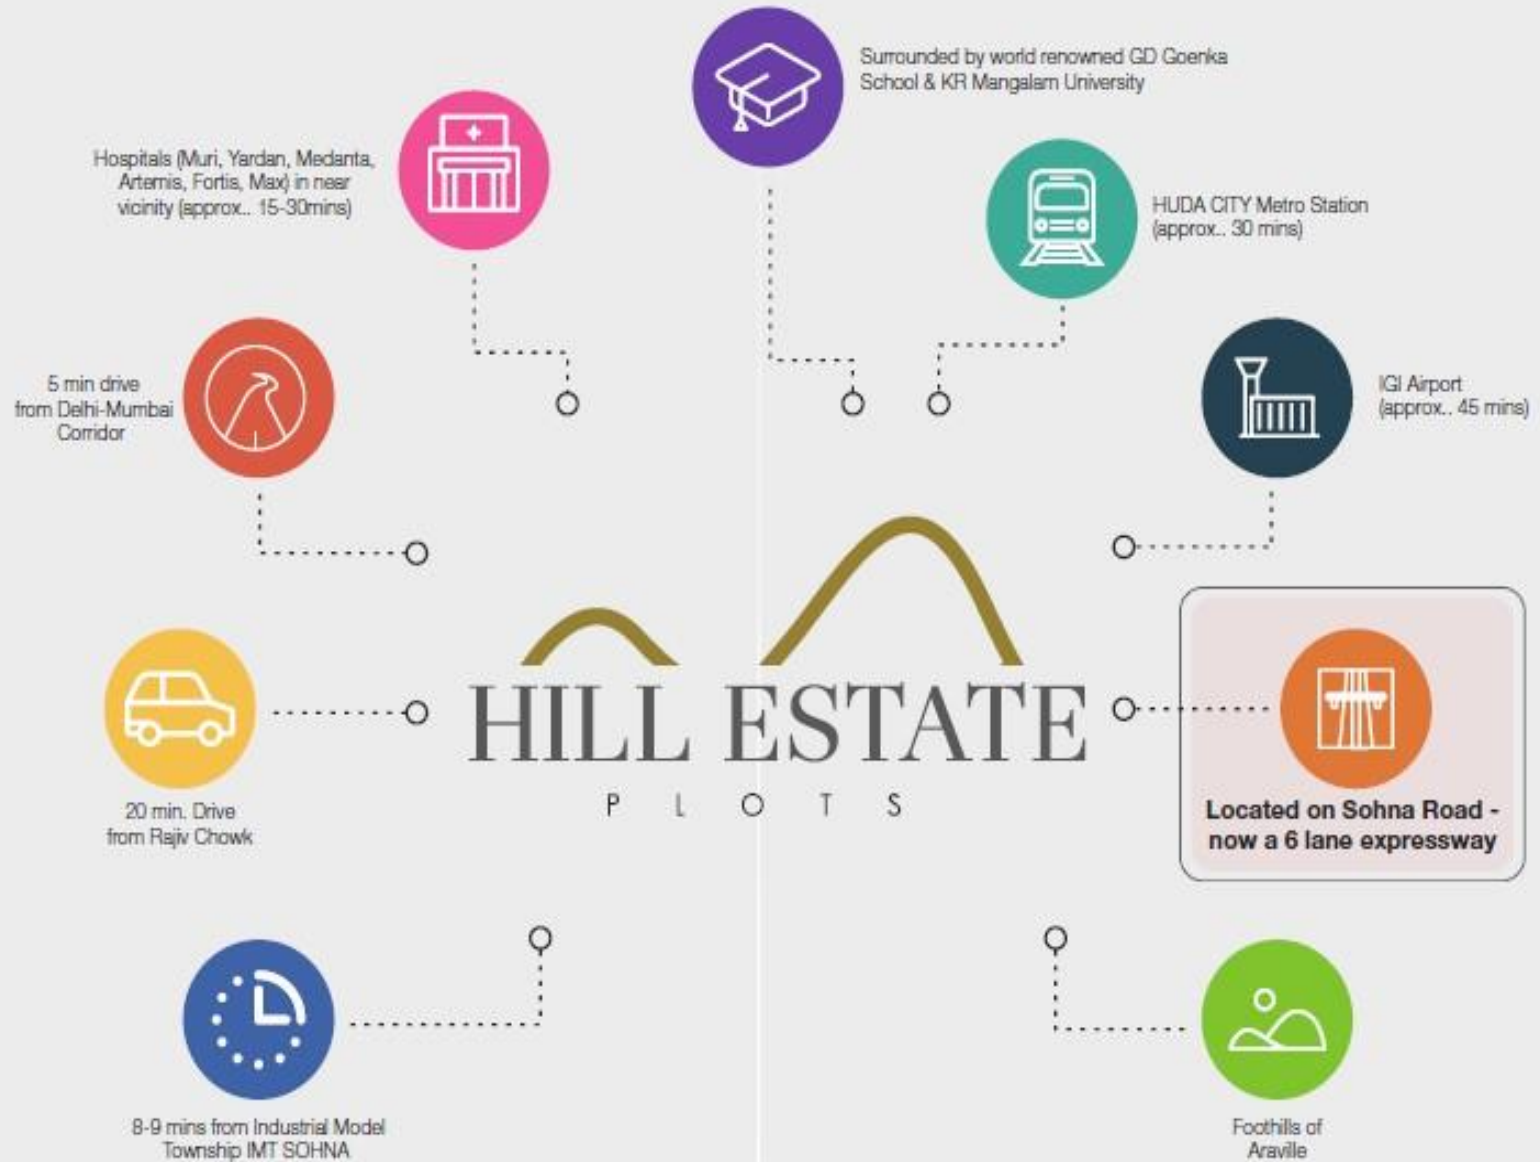 Surrounded by world renowned GD Goenka
School & KR Mangalam University
Hospitals (Muri, Yardan, Medanta,
Artemis, Fortis, Max) in near
vicinity (approx.. 15-30mins)
HUDA CITY Metro Station
(approx.. 30 mins)
5 min drive
from Delhi-Mumbai
Corridor
IGI Airport
(approx.. 45 mins)
HILL ESTATE
PLOTS
20 min. Drive
from Rajiv Chowk
Located on Sohna Road -
now a 6 lane expressway
8-9 mins from Industrial Model
Township IMT SOHNA
Foothills of
Araville